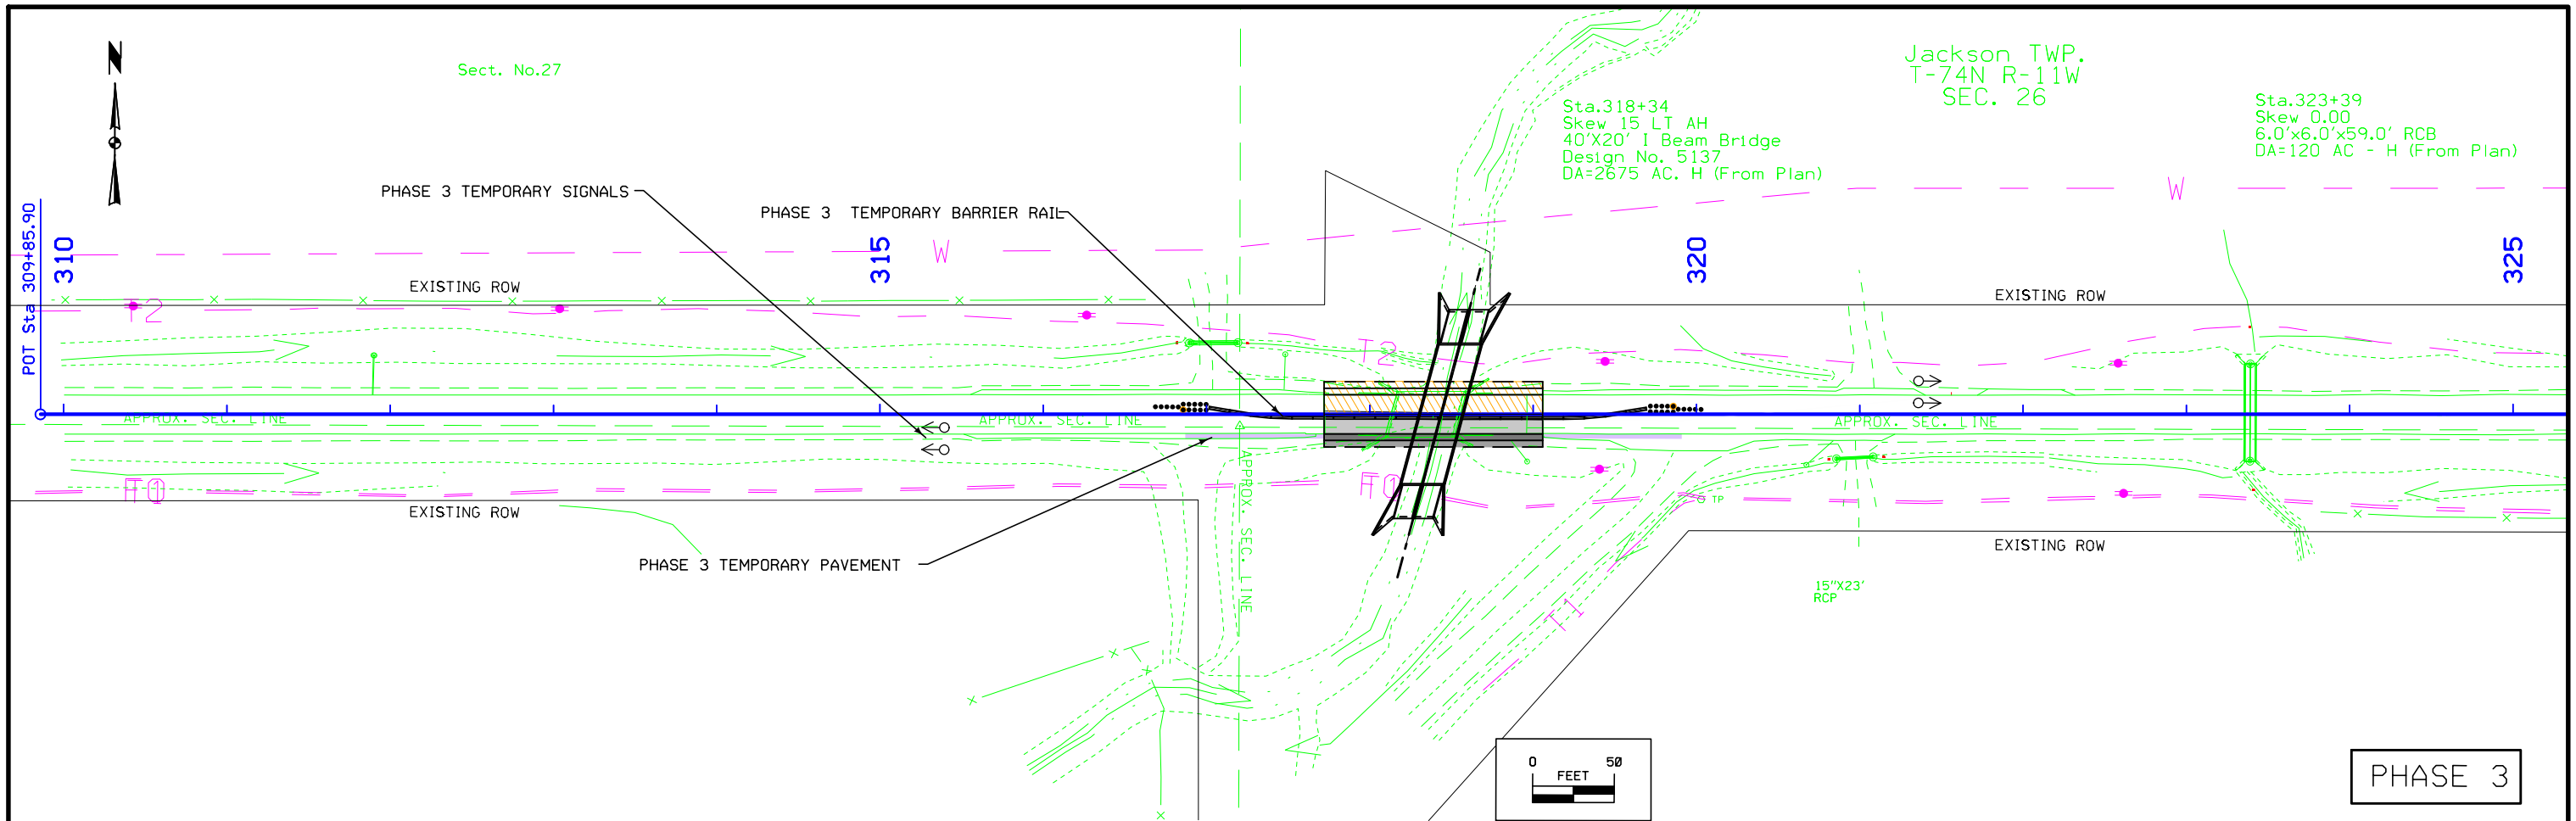 N
Sect. No.27
Jackson TWP.
T-74N R-11W
SEC. 26
Sta.318+34
Skew 15 LT AH
40'X20' I Beam Bridge
Design No. 5137
DA=2675 AC. H (From Plan)
Sta.323+39
Skew 0.00
6.0'x6.0'x59.0' RCB
DA=120 AC - H (From Plan)
PHASE 3 TEMPORARY SIGNALS
PHASE 3 TEMPORARY BARRIER RAIL
W
W
POT Sta 309+85.90
310
315
320
325
EXISTING ROW
EXISTING ROW
T2
T2
APPROX. SEC. LINE
APPROX. SEC. LINE
APPROX. SEC. LINE
APPROX. SEC. LINE
TP
EXISTING ROW
EXISTING ROW
PHASE 3 TEMPORARY PAVEMENT
15"X23'
RCP
T1
0 50
FEET
PHASE 3